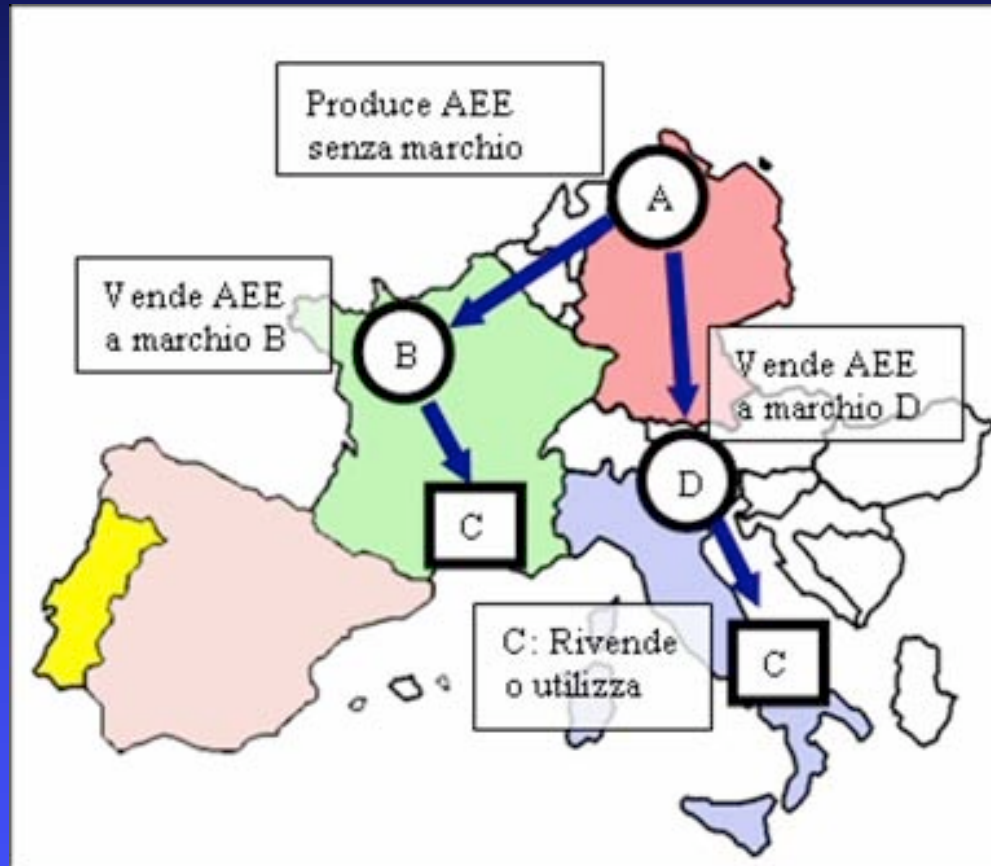 Produce AEE
senza marchio
A
Vende AEE
a marchio B
B
Vende AEE
a marchio D
D
C
C: Rivende
o utilizza
C